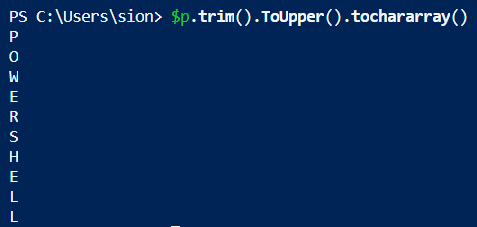 PS C:\Users\sion> $p.trim().ToUpper().tochararray()
P
O
W
E
R
S
H
E
L
L